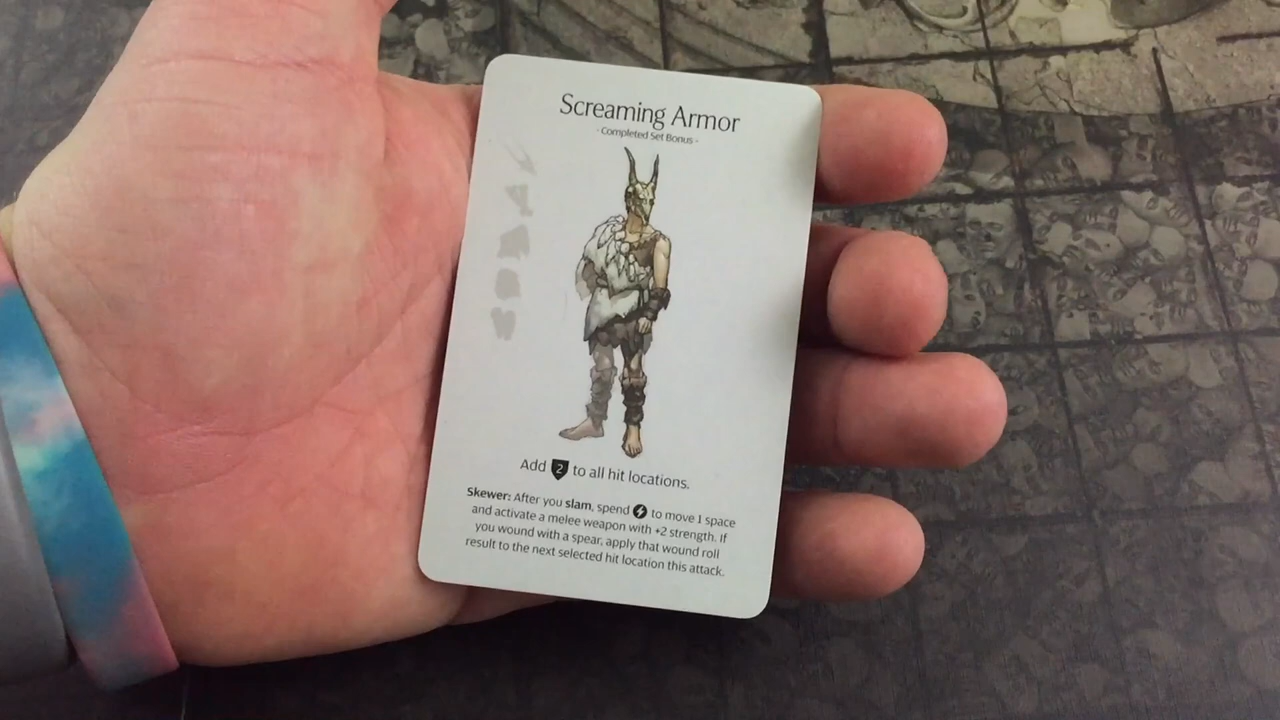 Screaming Armor
- Completed Set Bonus -
Add 2 to all hit locations.
Skewer: After you slam, spend to move 1 space
and activate a melee weapon with +2 strength. If
you wound with a spear, apply that wound roll
result to the next selected hit location this attack.